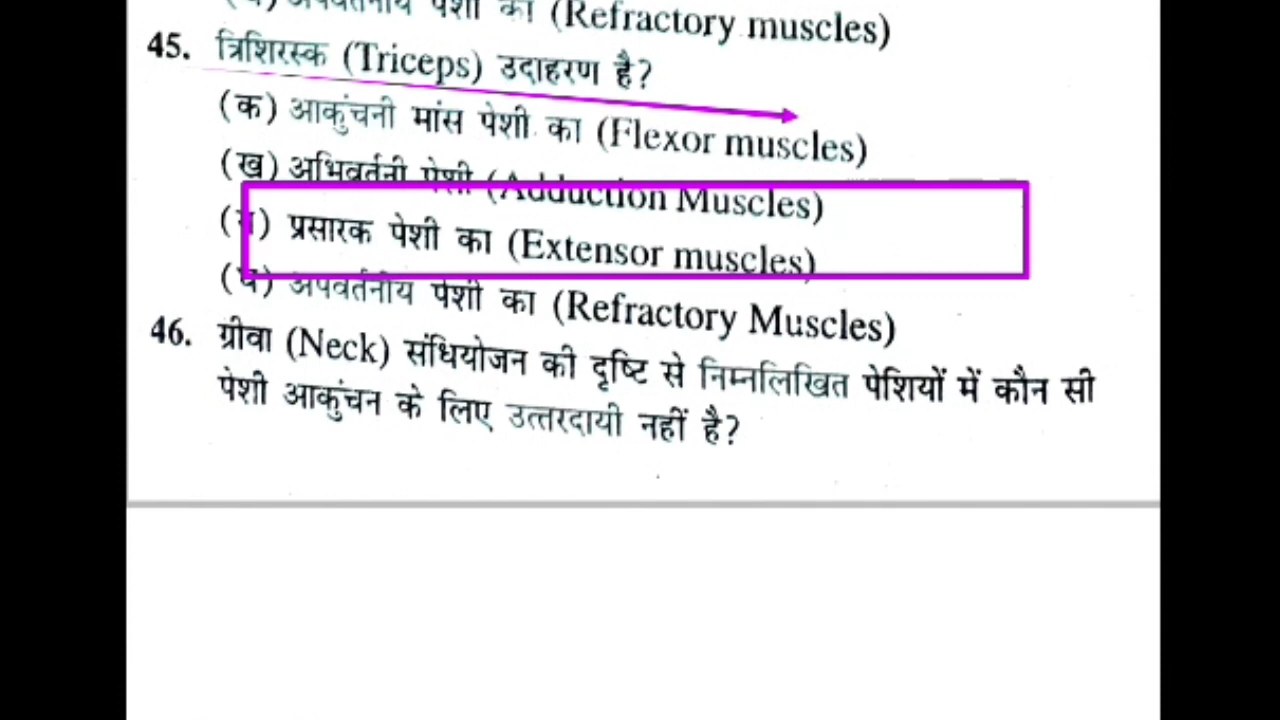 पेशी का (Refractory muscles)
45. त्रिशिरस्क (Triceps) उदाहरण है?
(क) आकुंचनी मांस पेशी का (Flexor muscles)
(ख) अभिवर्तनी पेशी (Adduction Muscles)
(ग) प्रसारक पेशी का (Extensor muscles)
(घ) अपवर्तनीय पेशी का (Refractory Muscles)
46. ग्रीवा (Neck) संधियोजन की दृष्टि से निम्नलिखित पेशियों में कौन सी
पेशी आकुंचन के लिए उत्तरदायी नहीं है?